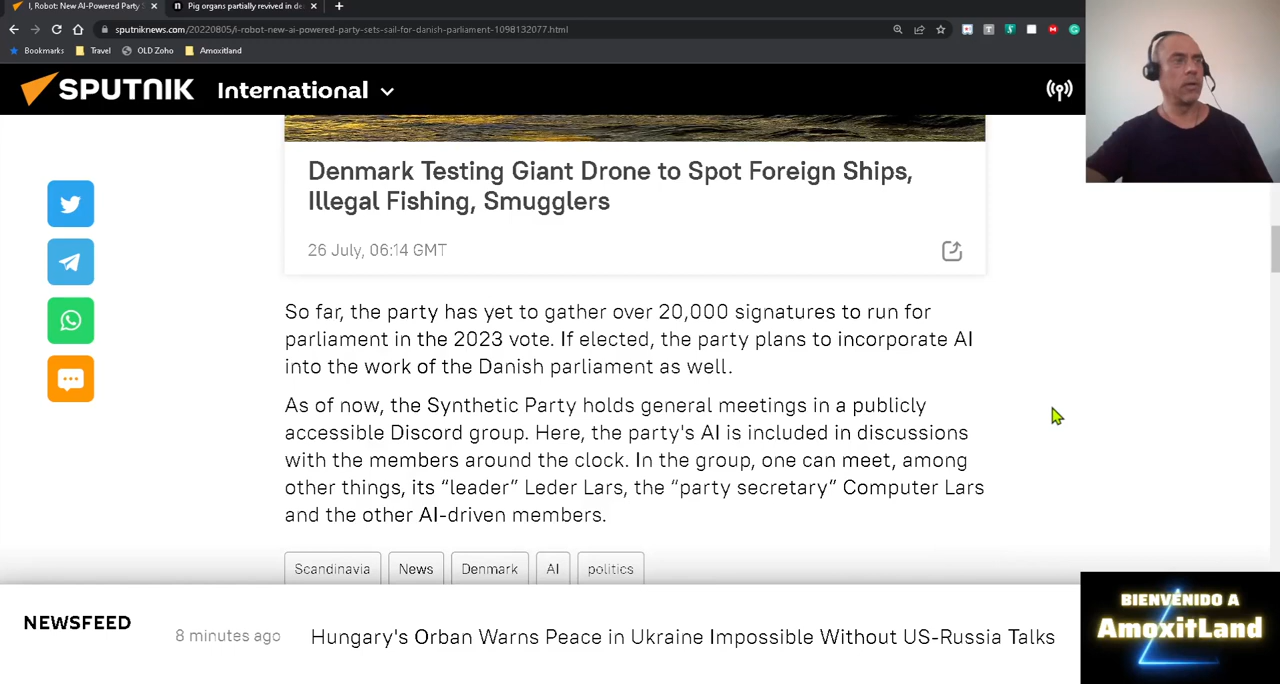 I, Robot: New AI-Powered Party S
Pig organs partially revived in de
sputniknews.com/20220805/i-robot-new-ai-powered-party-sets-sail-for-danish-parliament-1098132077.html
Bookmarks Travel OLD Zoho Amoxitland
SPUTNIK International
Denmark Testing Giant Drone to Spot Foreign Ships,
Illegal Fishing, Smugglers
26 July, 06:14 GMT
So far, the party has yet to gather over 20,000 signatures to run for
parliament in the 2023 vote. If elected, the party plans to incorporate AI
into the work of the Danish parliament as well.
As of now, the Synthetic Party holds general meetings in a publicly
accessible Discord group. Here, the party's AI is included in discussions
with the members around the clock. In the group, one can meet, among
other things, its “leader” Leder Lars, the “party secretary” Computer Lars
and the other AI-driven members.
Scandinavia News Denmark AI politics
NEWSFEED 8 minutes ago Hungary's Orban Warns Peace in Ukraine Impossible Without US-Russia Talks
BIENVENIDO A
AmoxitLand